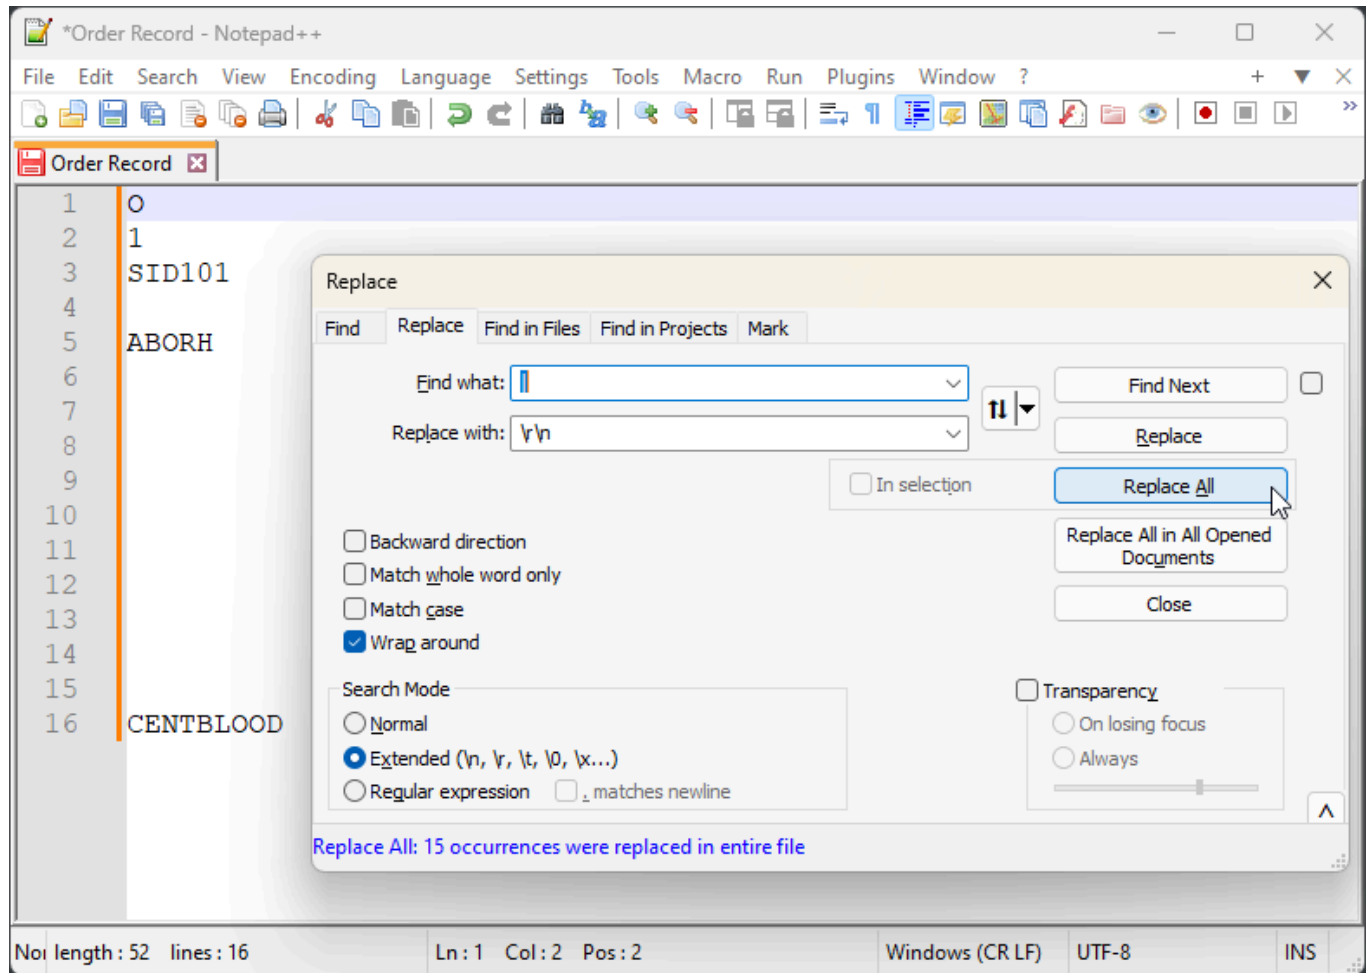 *Order Record - Notepad++
File Edit Search View Encoding Language Settings Tools Macro Run Plugins Window ?
Order Record
1 O
2 1
3 SID101
4
5 ABORH
6
7
8
9
10
11
12
13
14
15
16 CENTBLOOD
Replace
Find Replace Find in Files Find in Projects Mark
Find what: |
Find Next
Replace with: \r\n
Replace
In selection
Replace All
Replace All in All Opened
Documents
Close
Backward direction
Match whole word only
Match case
Wrap around
Search Mode
Normal
Extended (\n, \r, \t, \0, \x...)
Regular expression . matches newline
Transparency
On losing focus
Always
Replace All: 15 occurrences were replaced in entire file
Nor length : 52 lines : 16 Ln : 1 Col : 2 Pos : 2 Windows (CR LF) UTF-8 INS